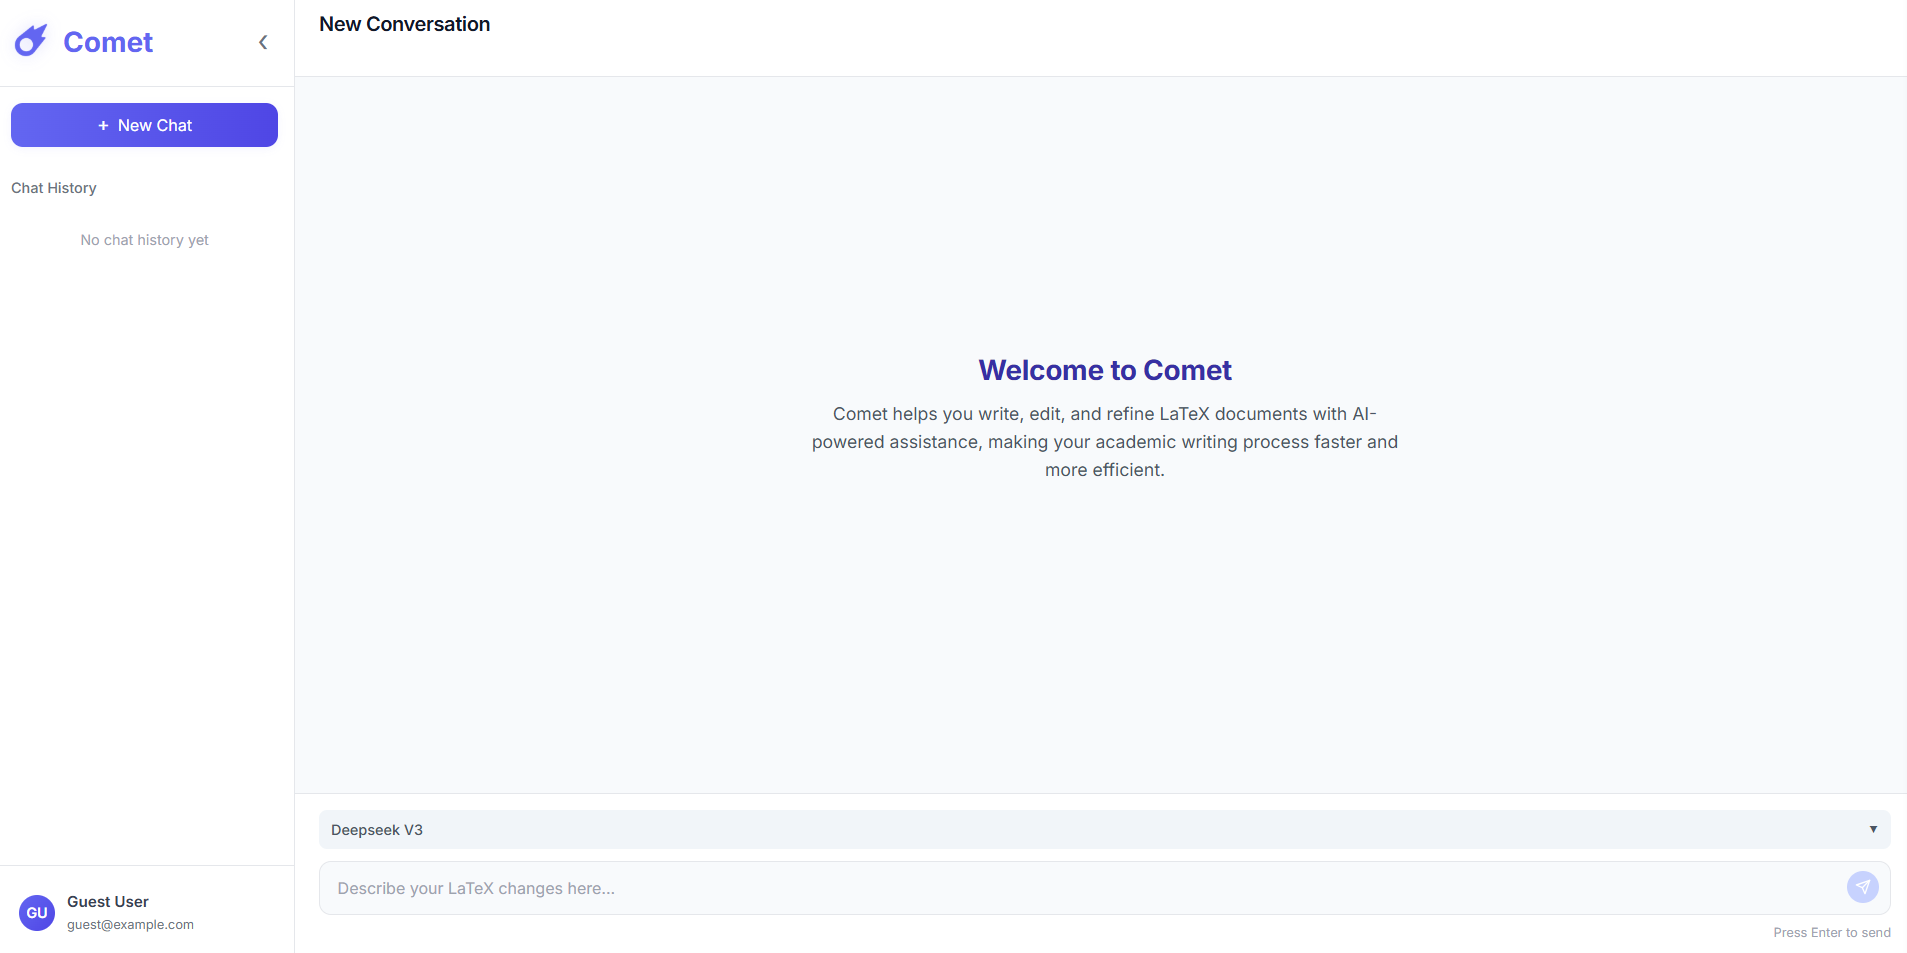 Comet
+ New Chat
Chat History
No chat history yet
GU
Guest User
guest@example.com
New Conversation
Welcome to Comet
Comet helps you write, edit, and refine LaTeX documents with AI-
powered assistance, making your academic writing process faster and
more efficient.
Deepseek V3
Describe your LaTeX changes here...
Press Enter to send